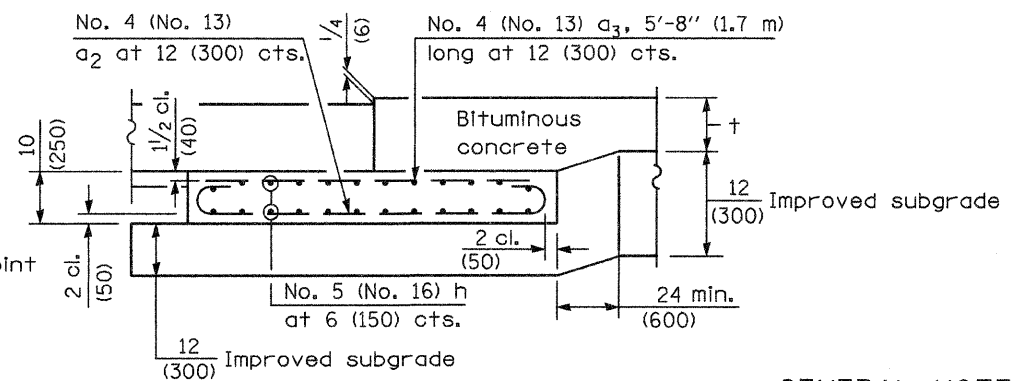 No. 4 (No. 13)
a2 at 12 (300) cts.
1/4
(6)
No. 4 (No. 13) a3, 5'-8" (1.7 m)
long at 12 (300) cts.
10
(250)
1 1/2 cl.
(40)
Bituminous
concrete
t
12
(300)
Improved subgrade
2 cl.
(50)
2 cl.
(50)
No. 5 (No. 16) h
at 6 (150) cts.
24 min.
(600)
12
(300)
Improved subgrade